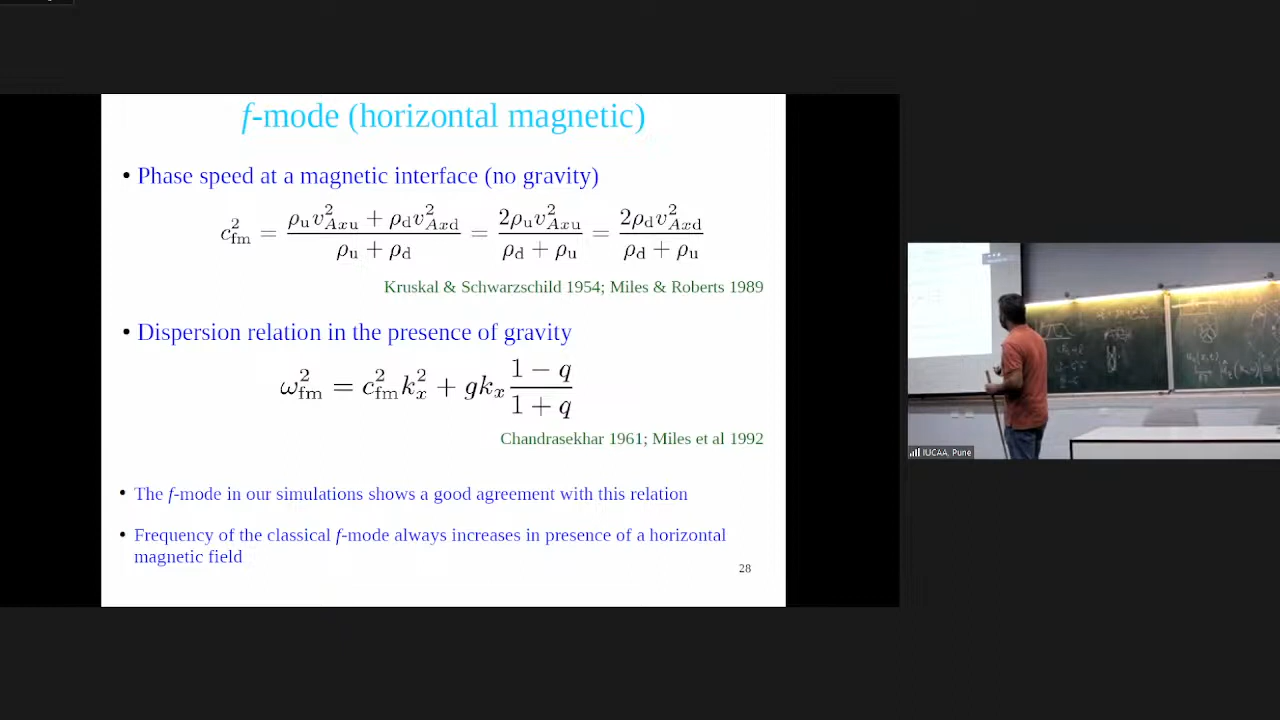 f-mode (horizontal magnetic)
• Phase speed at a magnetic interface (no gravity)
c²_fm = (ρ_u v²_Axu + ρ_d v²_Axd) / (ρ_u + ρ_d) = 2ρ_u v²_Axu / (ρ_d + ρ_u) = 2ρ_d v²_Axd / (ρ_d + ρ_u)
Kruskal & Schwarzschild 1954; Miles & Roberts 1989
• Dispersion relation in the presence of gravity
ω²_fm = c²_fm k²_x + gk_x (1 − q) / (1 + q)
Chandrasekhar 1961; Miles et al 1992
• The f-mode in our simulations shows a good agreement with this relation
• Frequency of the classical f-mode always increases in presence of a horizontal
magnetic field
28
IUCAA, Pune